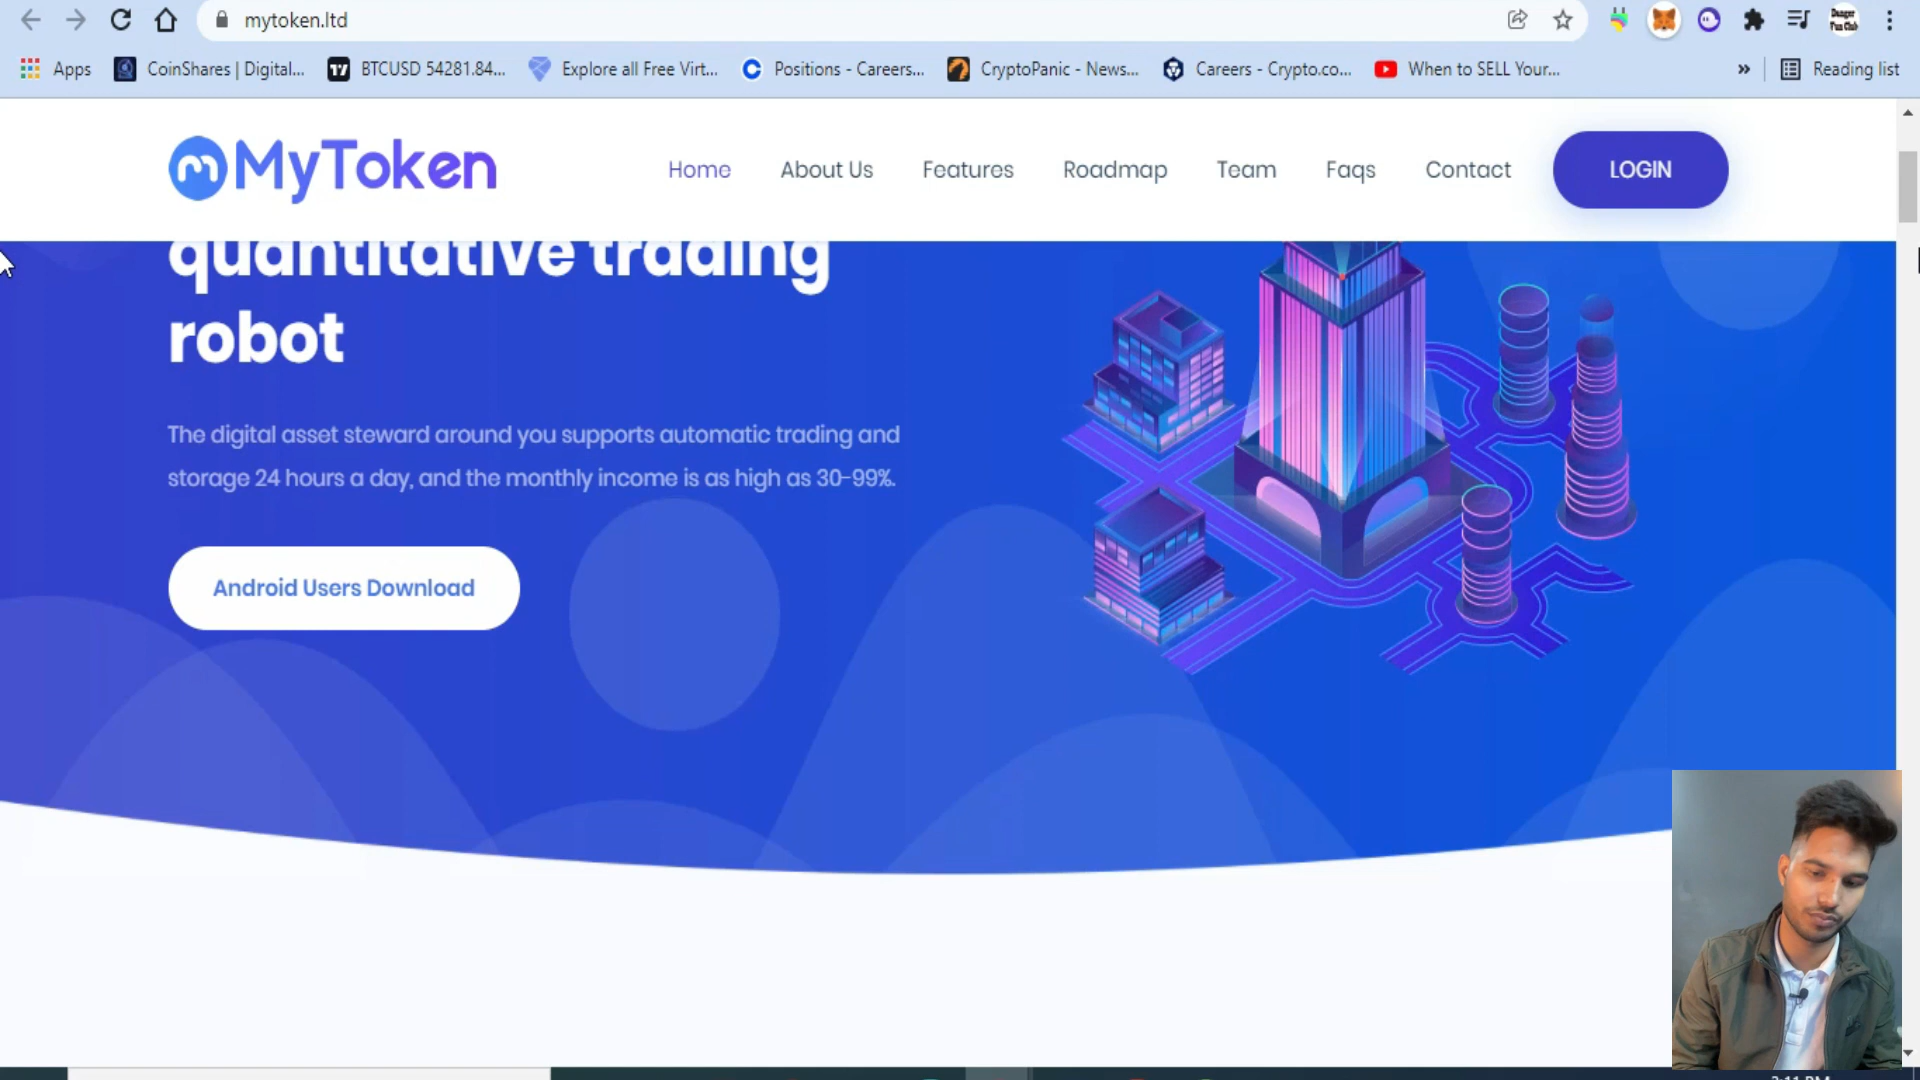 mytoken.ltd
Danger
Fun Club
Apps
CoinShares | Digital...
BTCUSD 54281.84...
Explore all Free Virt...
Positions - Careers...
CryptoPanic - News...
Careers - Crypto.co...
When to SELL Your...
»
Reading list
MyToken
Home
About Us
Features
Roadmap
Team
Faqs
Contact
LOGIN
quantitative trading
robot
The digital asset steward around you supports automatic trading and
storage 24 hours a day, and the monthly income is as high as 30-99%.
Android Users Download